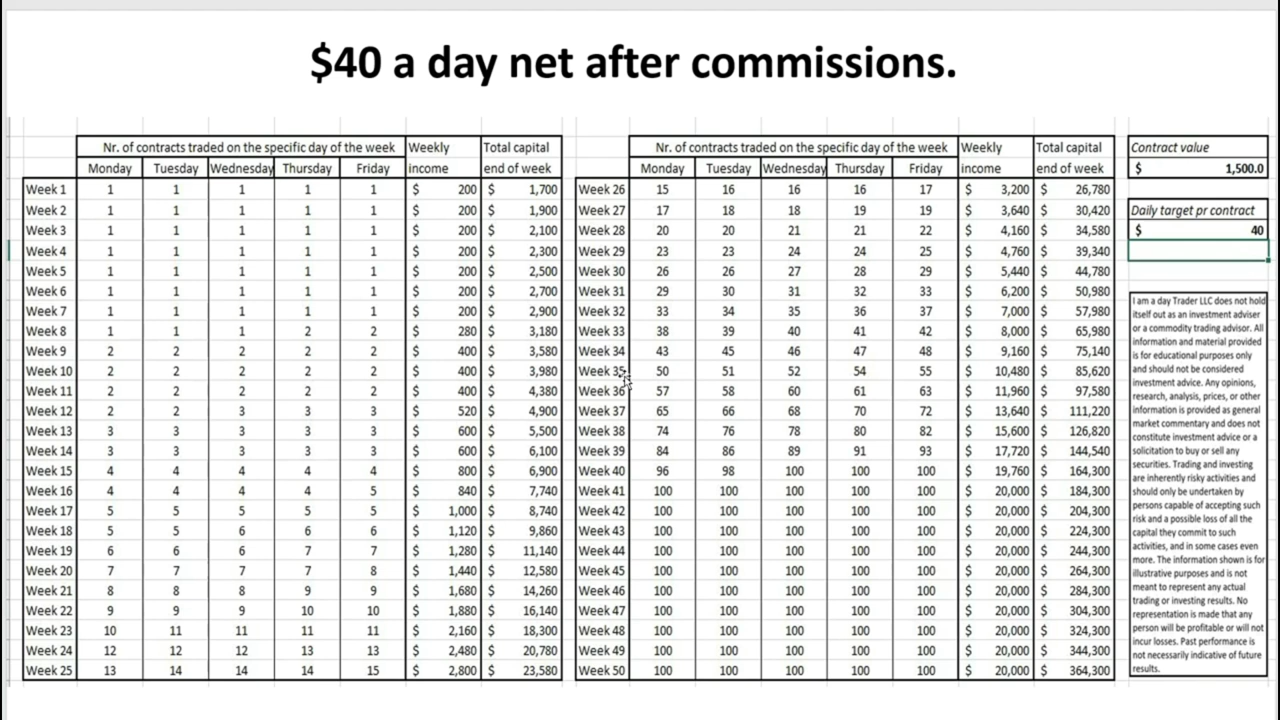 $40 a day net after commissions.
Nr. of contracts traded on the specific day of the week Weekly Total capital
Monday Tuesday Wednesday Thursday Friday income end of week
Week 1 1 1 1 1 1 $ 200 $ 1,700
Week 2 1 1 1 1 1 $ 200 $ 1,900
Week 3 1 1 1 1 1 $ 200 $ 2,100
Week 4 1 1 1 1 1 $ 200 $ 2,300
Week 5 1 1 1 1 1 $ 200 $ 2,500
Week 6 1 1 1 1 1 $ 200 $ 2,700
Week 7 1 1 1 1 1 $ 200 $ 2,900
Week 8 1 1 1 2 2 $ 280 $ 3,180
Week 9 2 2 2 2 2 $ 400 $ 3,580
Week 10 2 2 2 2 2 $ 400 $ 3,980
Week 11 2 2 2 2 2 $ 400 $ 4,380
Week 12 2 2 3 3 3 $ 520 $ 4,900
Week 13 3 3 3 3 3 $ 600 $ 5,500
Week 14 3 3 3 3 3 $ 600 $ 6,100
Week 15 4 4 4 4 4 $ 800 $ 6,900
Week 16 4 4 4 4 5 $ 840 $ 7,740
Week 17 5 5 5 5 5 $ 1,000 $ 8,740
Week 18 5 5 6 6 6 $ 1,120 $ 9,860
Week 19 6 6 6 7 7 $ 1,280 $ 11,140
Week 20 7 7 7 7 8 $ 1,440 $ 12,580
Week 21 8 8 8 9 9 $ 1,680 $ 14,260
Week 22 9 9 9 10 10 $ 1,880 $ 16,140
Week 23 10 11 11 11 11 $ 2,160 $ 18,300
Week 24 12 12 12 13 13 $ 2,480 $ 20,780
Week 25 13 14 14 14 15 $ 2,800 $ 23,580
Nr. of contracts traded on the specific day of the week Weekly Total capital
Monday Tuesday Wednesday Thursday Friday income end of week
Week 26 15 16 16 16 17 $ 3,200 $ 26,780
Week 27 17 18 18 19 19 $ 3,640 $ 30,420
Week 28 20 20 21 21 22 $ 4,160 $ 34,580
Week 29 23 23 24 24 25 $ 4,760 $ 39,340
Week 30 26 26 27 28 29 $ 5,440 $ 44,780
Week 31 29 30 31 32 33 $ 6,200 $ 50,980
Week 32 33 34 35 36 37 $ 7,000 $ 57,980
Week 33 38 39 40 41 42 $ 8,000 $ 65,980
Week 34 43 45 46 47 48 $ 9,160 $ 75,140
Week 35 50 51 52 54 55 $ 10,480 $ 85,620
Week 36 57 58 60 61 63 $ 11,960 $ 97,580
Week 37 65 66 68 70 72 $ 13,640 $ 111,220
Week 38 74 76 78 80 82 $ 15,600 $ 126,820
Week 39 84 86 89 91 93 $ 17,720 $ 144,540
Week 40 96 98 100 100 100 $ 19,760 $ 164,300
Week 41 100 100 100 100 100 $ 20,000 $ 184,300
Week 42 100 100 100 100 100 $ 20,000 $ 204,300
Week 43 100 100 100 100 100 $ 20,000 $ 224,300
Week 44 100 100 100 100 100 $ 20,000 $ 244,300
Week 45 100 100 100 100 100 $ 20,000 $ 264,300
Week 46 100 100 100 100 100 $ 20,000 $ 284,300
Week 47 100 100 100 100 100 $ 20,000 $ 304,300
Week 48 100 100 100 100 100 $ 20,000 $ 324,300
Week 49 100 100 100 100 100 $ 20,000 $ 344,300
Week 50 100 100 100 100 100 $ 20,000 $ 364,300
Contract value
$ 1,500.0
Daily target pr contract
$ 40
I am a day Trader LLC does not hold
itself out as an investment adviser
or a commodity trading advisor. All
information and material provided
is for educational purposes only
and should not be considered
investment advice. Any opinions,
research, analysis, prices, or other
information is provided as general
market commentary and does not
constitute investment advice or a
solicitation to buy or sell any
securities. Trading and investing
are inherently risky activities and
should only be undertaken by
persons capable of accepting such
risk and a possible loss of all the
capital they commit to such
activities, and in some cases even
more. The information shown is for
illustrative purposes and is not
meant to represent any actual
trading or investing results. No
representation is made that any
person will be profitable or will not
incur losses. Past performance is
not necessarily indicative of future
results.